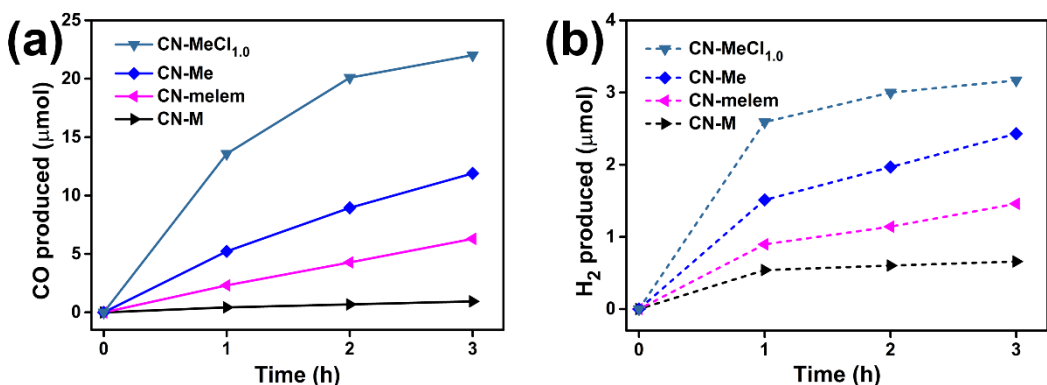 (a)
CO produced (μmol)
25
20
15
10
5
0
CN-MeCl1.0
CN-Me
CN-melem
CN-M
0 1 2 3
Time (h)
(b)
H2 produced (μmol)
4
3
2
1
0
CN-MeCl1.0
CN-Me
CN-melem
CN-M
0 1 2 3
Time (h)